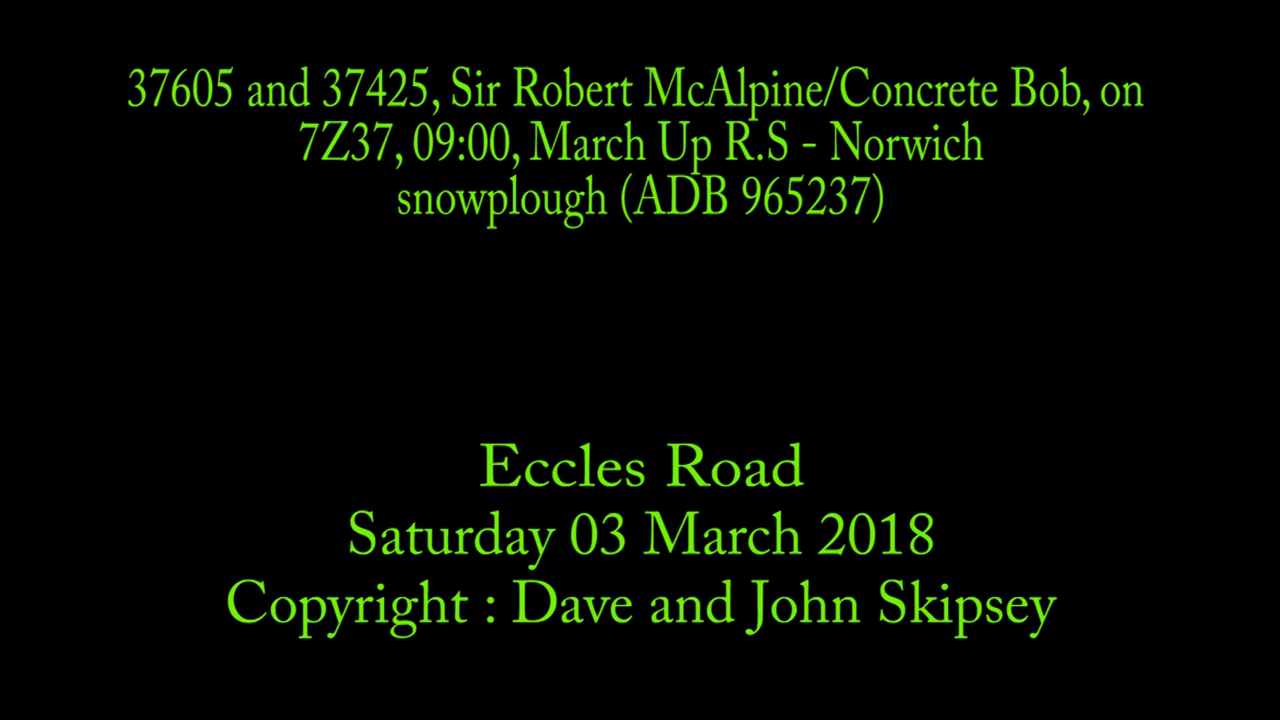 37605 and 37425, Sir Robert McAlpine/Concrete Bob, on
7Z37, 09:00, March Up R.S - Norwich
snowplough (ADB 965237)
Eccles Road
Saturday 03 March 2018
Copyright : Dave and John Skipsey